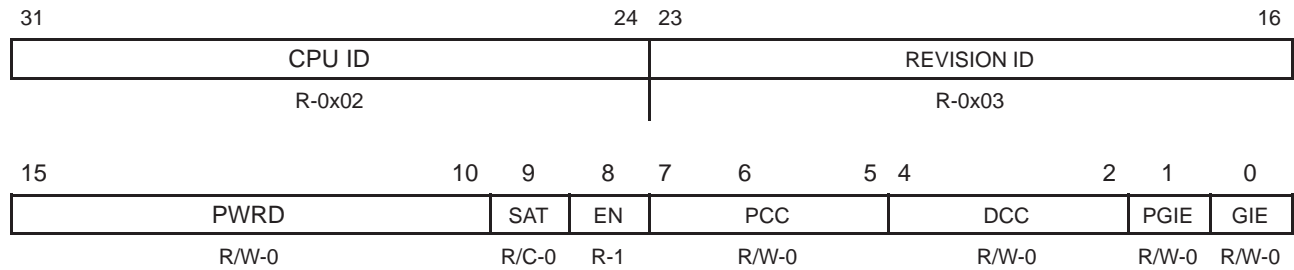 31 24 23 16
CPU ID REVISION ID
R-0x02 R-0x03
15 10 9 8 7 6 5 4 2 1 0
PWRD SAT EN PCC DCC PGIE GIE
R/W-0 R/C-0 R-1 R/W-0 R/W-0 R/W-0 R/W-0